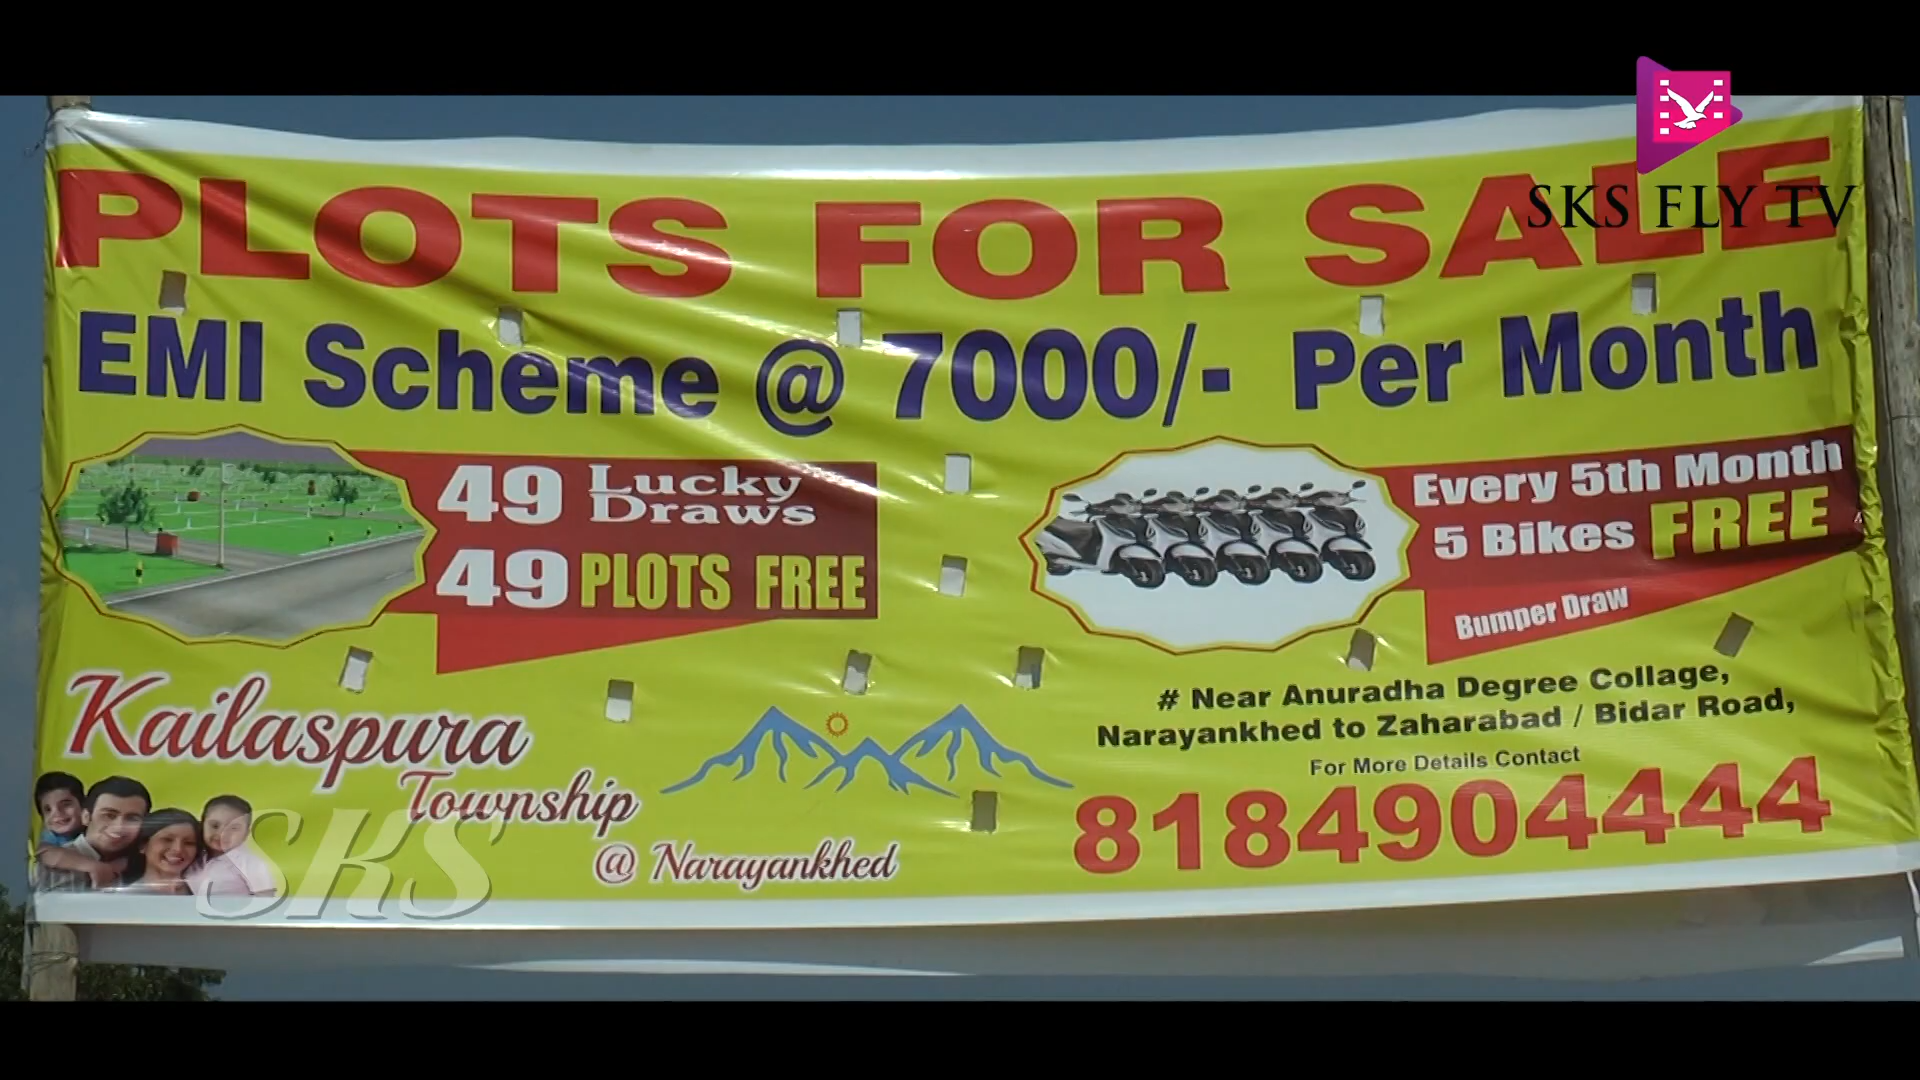 SKS FLY TV
PLOTS FOR SALE
EMI Scheme @ 7000/- Per Month
49 Lucky Draws
49 PLOTS FREE
Every 5th Month
5 Bikes FREE
Bumper Draw
Kailaspura
Township
@ Narayankhed
# Near Anuradha Degree Collage,
Narayankhed to Zaharabad / Bidar Road,
For More Details Contact
8184904444
SKS